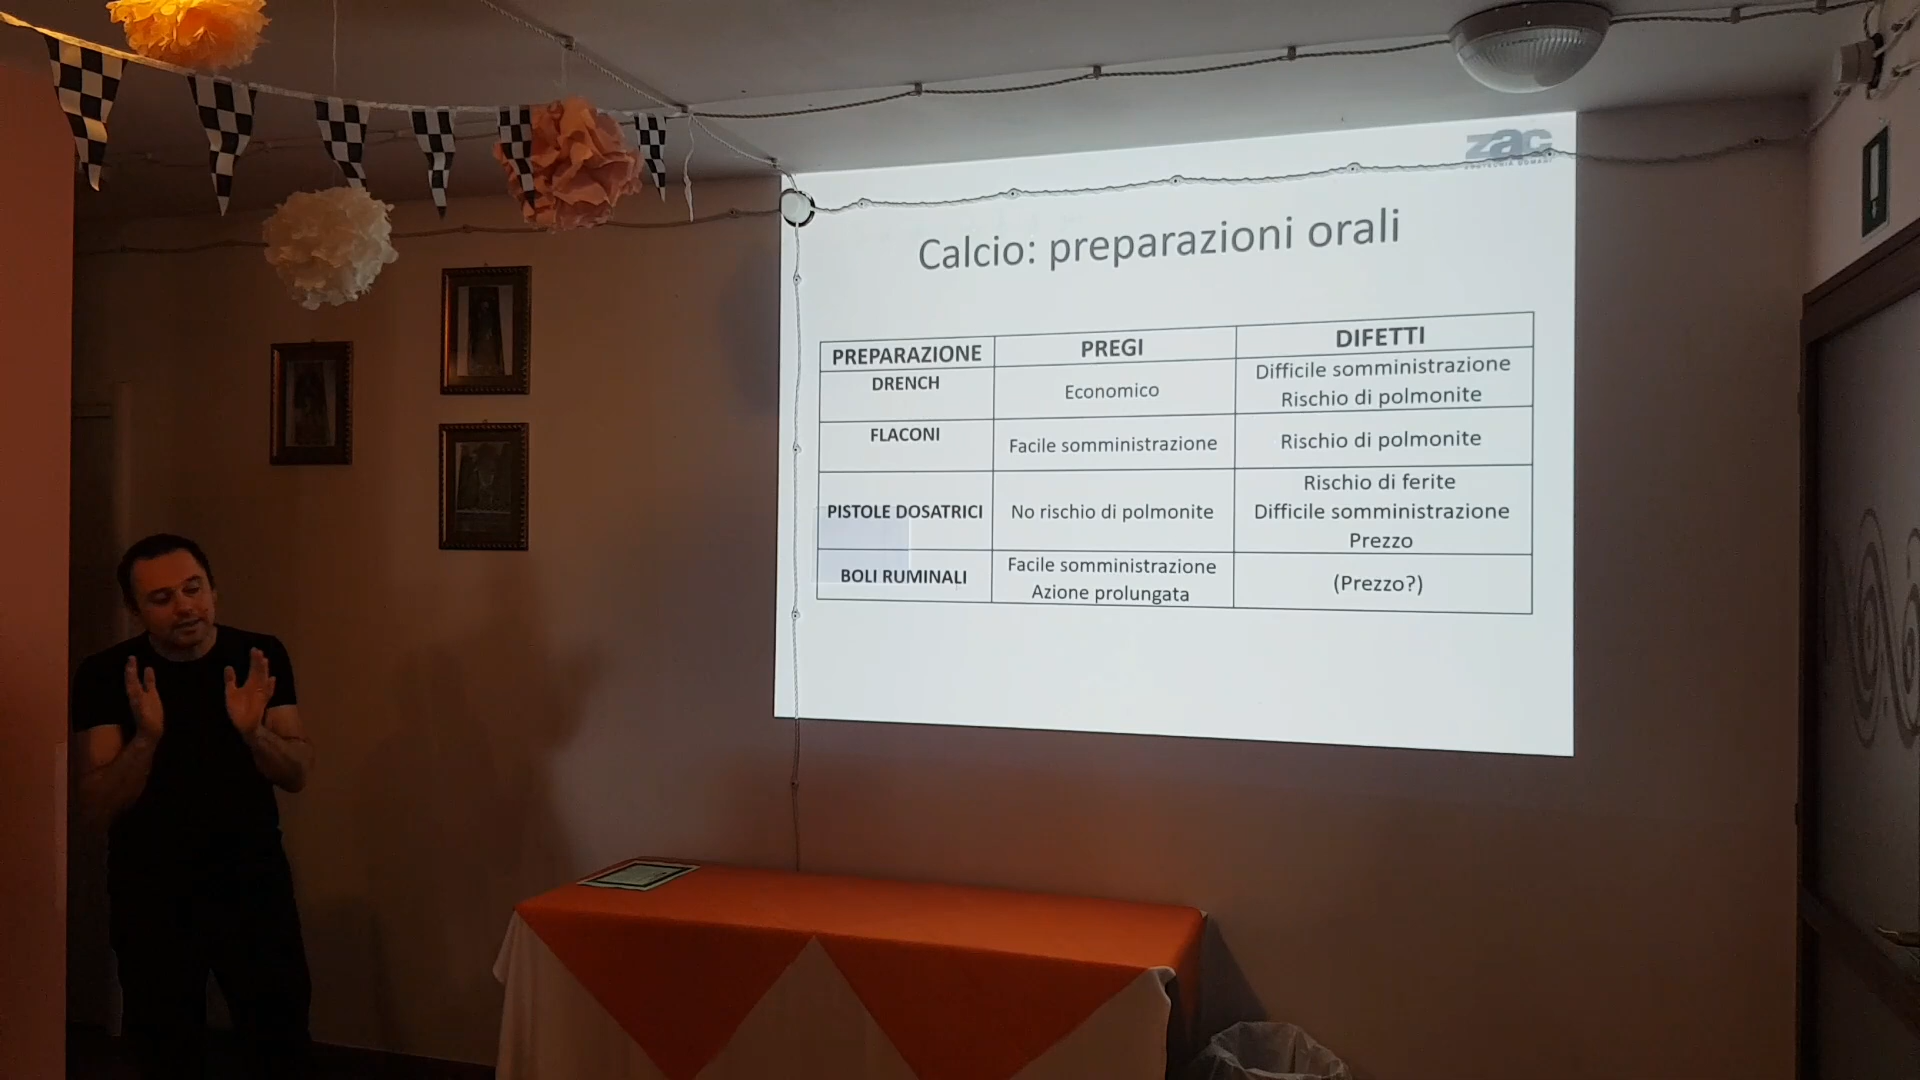 zac
Calcio: preparazioni orali
PREPARAZIONE PREGI DIFETTI
DRENCH Economico Difficile somministrazione
Rischio di polmonite
FLACONI Facile somministrazione Rischio di polmonite
PISTOLE DOSATRICI No rischio di polmonite Rischio di ferite
Difficile somministrazione
Prezzo
BOLI RUMINALI Facile somministrazione
Azione prolungata (Prezzo?)